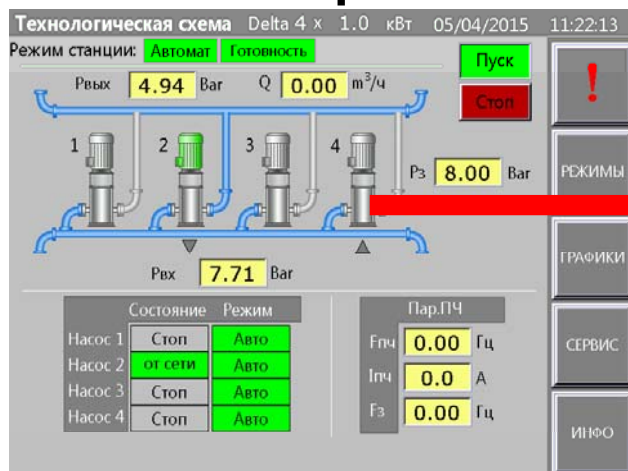 Технологическая схема Delta 4 x 1.0 кВт 05/04/2015 11:22:13
Режим станции: Автомат Готовность
Пуск
Pвых 4.94 Bar Q 0.00 m³/ч
!
Стоп
1 2 3 4
Pз 8.00 Bar
РЕЖИМЫ
ГРАФИКИ
Pвх 7.71 Bar
Состояние Режим
Пар.ПЧ
Насос 1 Стоп Авто
Fпч 0.00 Гц
СЕРВИС
Насос 2 от сети Авто
Iпч 0.0 А
Насос 3 Стоп Авто
Fз 0.00 Гц
Насос 4 Стоп Авто
ИНФО